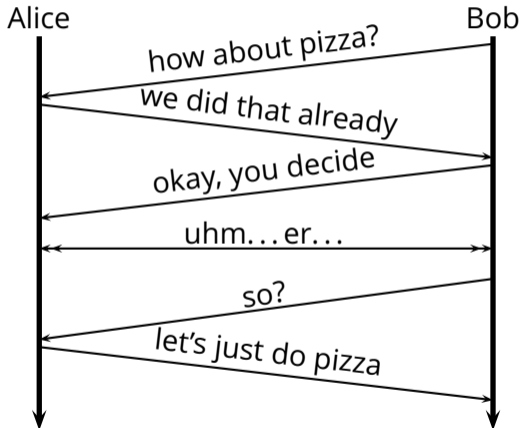 Alice
Bob
how about pizza?
we did that already
okay, you decide
uhm...er...
so?
let’s just do pizza